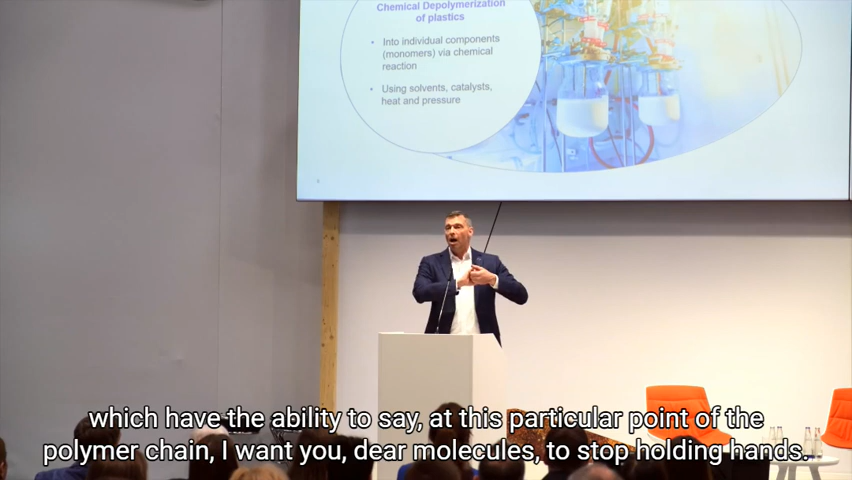 Chemical Depolymerization
of plastics
• Into individual components
(monomers) via chemical
reaction
• Using solvents, catalysts,
heat and pressure
which have the ability to say, at this particular point of the
polymer chain, I want you, dear molecules, to stop holding hands.